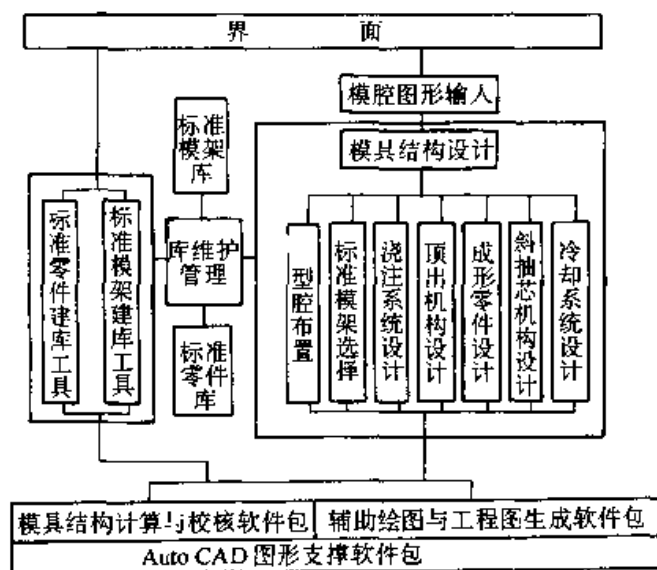 界 面
模腔图形输入
标准
模架库
模具结构设计
标准零件建库工具
标准模架建库工具
库维护
管理
标准
零件库
型腔布置
标准模架选择
浇注系统设计
顶出机构设计
成形零件设计
斜抽芯机构设计
冷却系统设计
模具结构计算与校核软件包
辅助绘图与工程图生成软件包
Auto CAD 图形支撑软件包